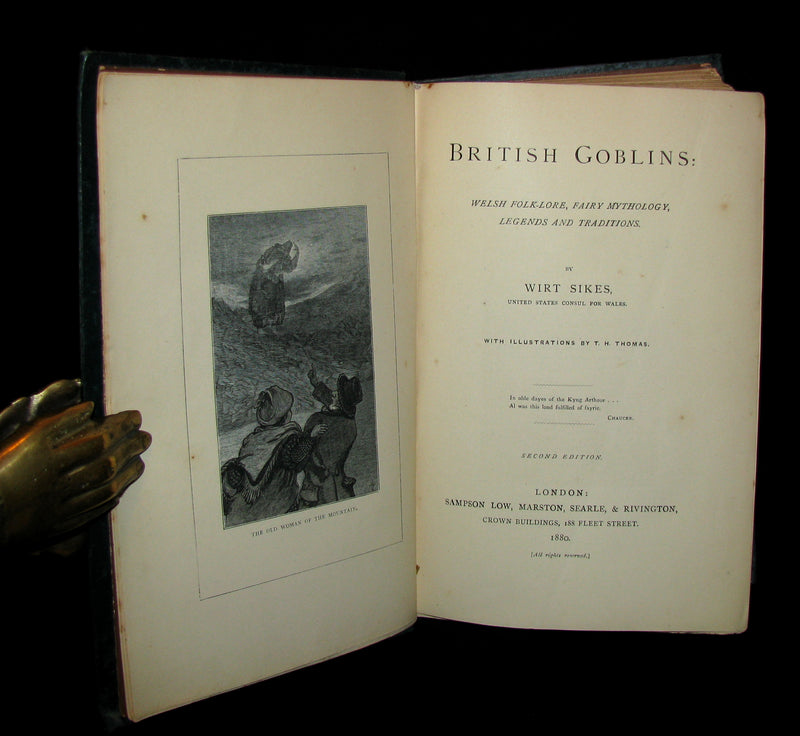 THE OLD WOMAN OF THE MOUNTAIN.
BRITISH GOBLINS:
WELSH FOLK-LORE, FAIRY MYTHOLOGY,
LEGENDS AND TRADITIONS.
BY
WIRT SIKES,
UNITED STATES CONSUL FOR WALES.
WITH ILLUSTRATIONS BY T. H. THOMAS.
In olde dayes of the Kyng Arthour . . .
Al was this lond fulfilled of fayrie.
CHAUCER.
SECOND EDITION.
LONDON:
SAMPSON LOW, MARSTON, SEARLE, & RIVINGTON,
CROWN BUILDINGS, 188 FLEET STREET.
1880.
[All rights reserved.]